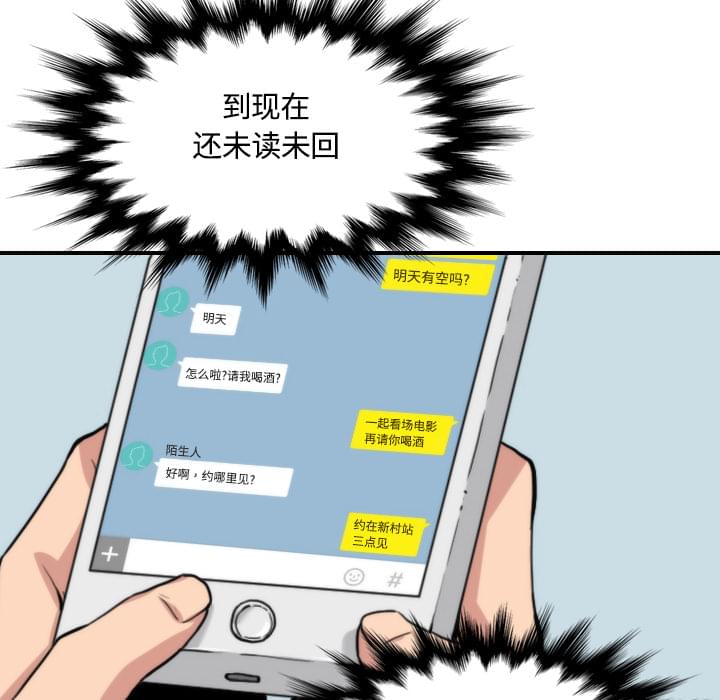 到现在
还未读未回
明天有空吗?
明天
怎么啦?请我喝酒?
一起看场电影
再请你喝酒
陌生人
好啊，约哪里见?
约在新村站
三点见
+
#